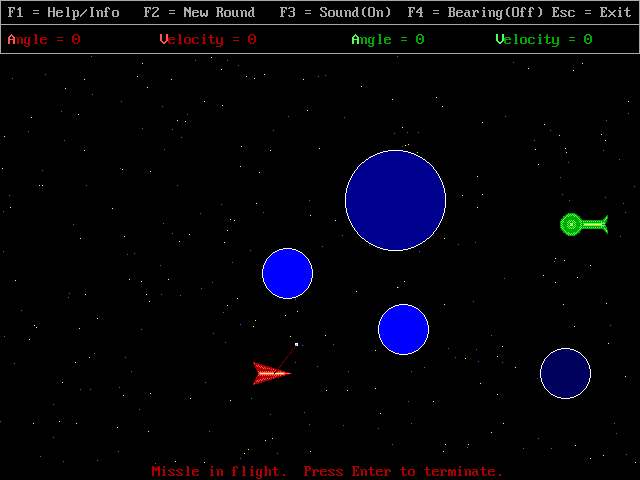 F1 = Help/Info   F2 = New Round   F3 = Sound(On)  F4 = Bearing(Off) Esc = Exit
Angle = 0   Velocity = 0   Angle = 0   Velocity = 0
Missle in flight.  Press Enter to terminate.